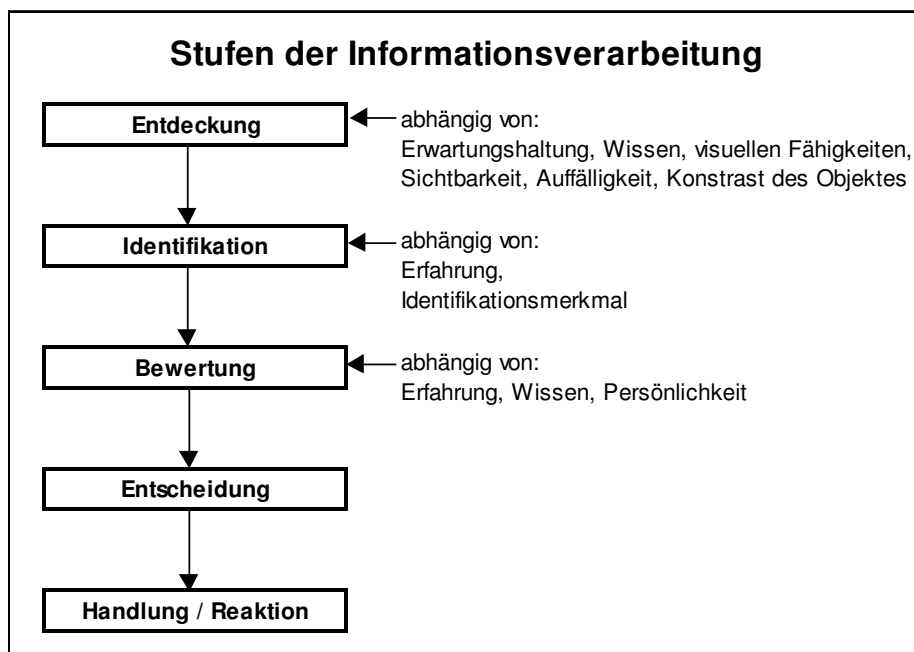 Stufen der Informationsverarbeitung
Entdeckung
abhängig von:
Erwartungshaltung, Wissen, visuellen Fähigkeiten,
Sichtbarkeit, Auffälligkeit, Konstrast des Objektes
Identifikation
abhängig von:
Erfahrung,
Identifikationsmerkmal
Bewertung
abhängig von:
Erfahrung, Wissen, Persönlichkeit
Entscheidung
Handlung / Reaktion